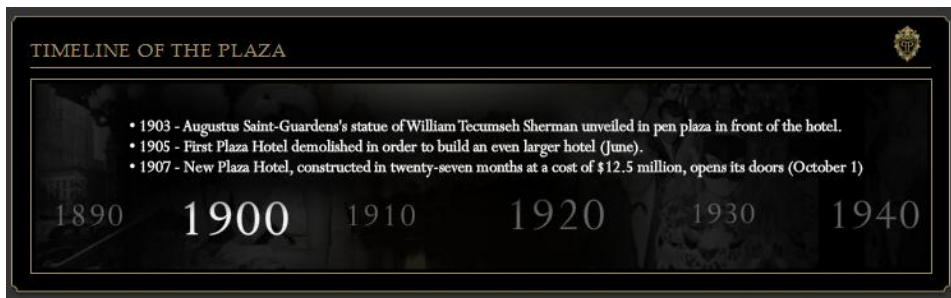 TIMELINE OF THE PLAZA
• 1903 - Augustus Saint-Guardens's statue of William Tecumseh Sherman unveiled in pen plaza in front of the hotel.
• 1905 - First Plaza Hotel demolished in order to build an even larger hotel (June).
• 1907 - New Plaza Hotel, constructed in twenty-seven months at a cost of $12.5 million, opens its doors (October 1)
1890 1900 1910 1920 1930 1940